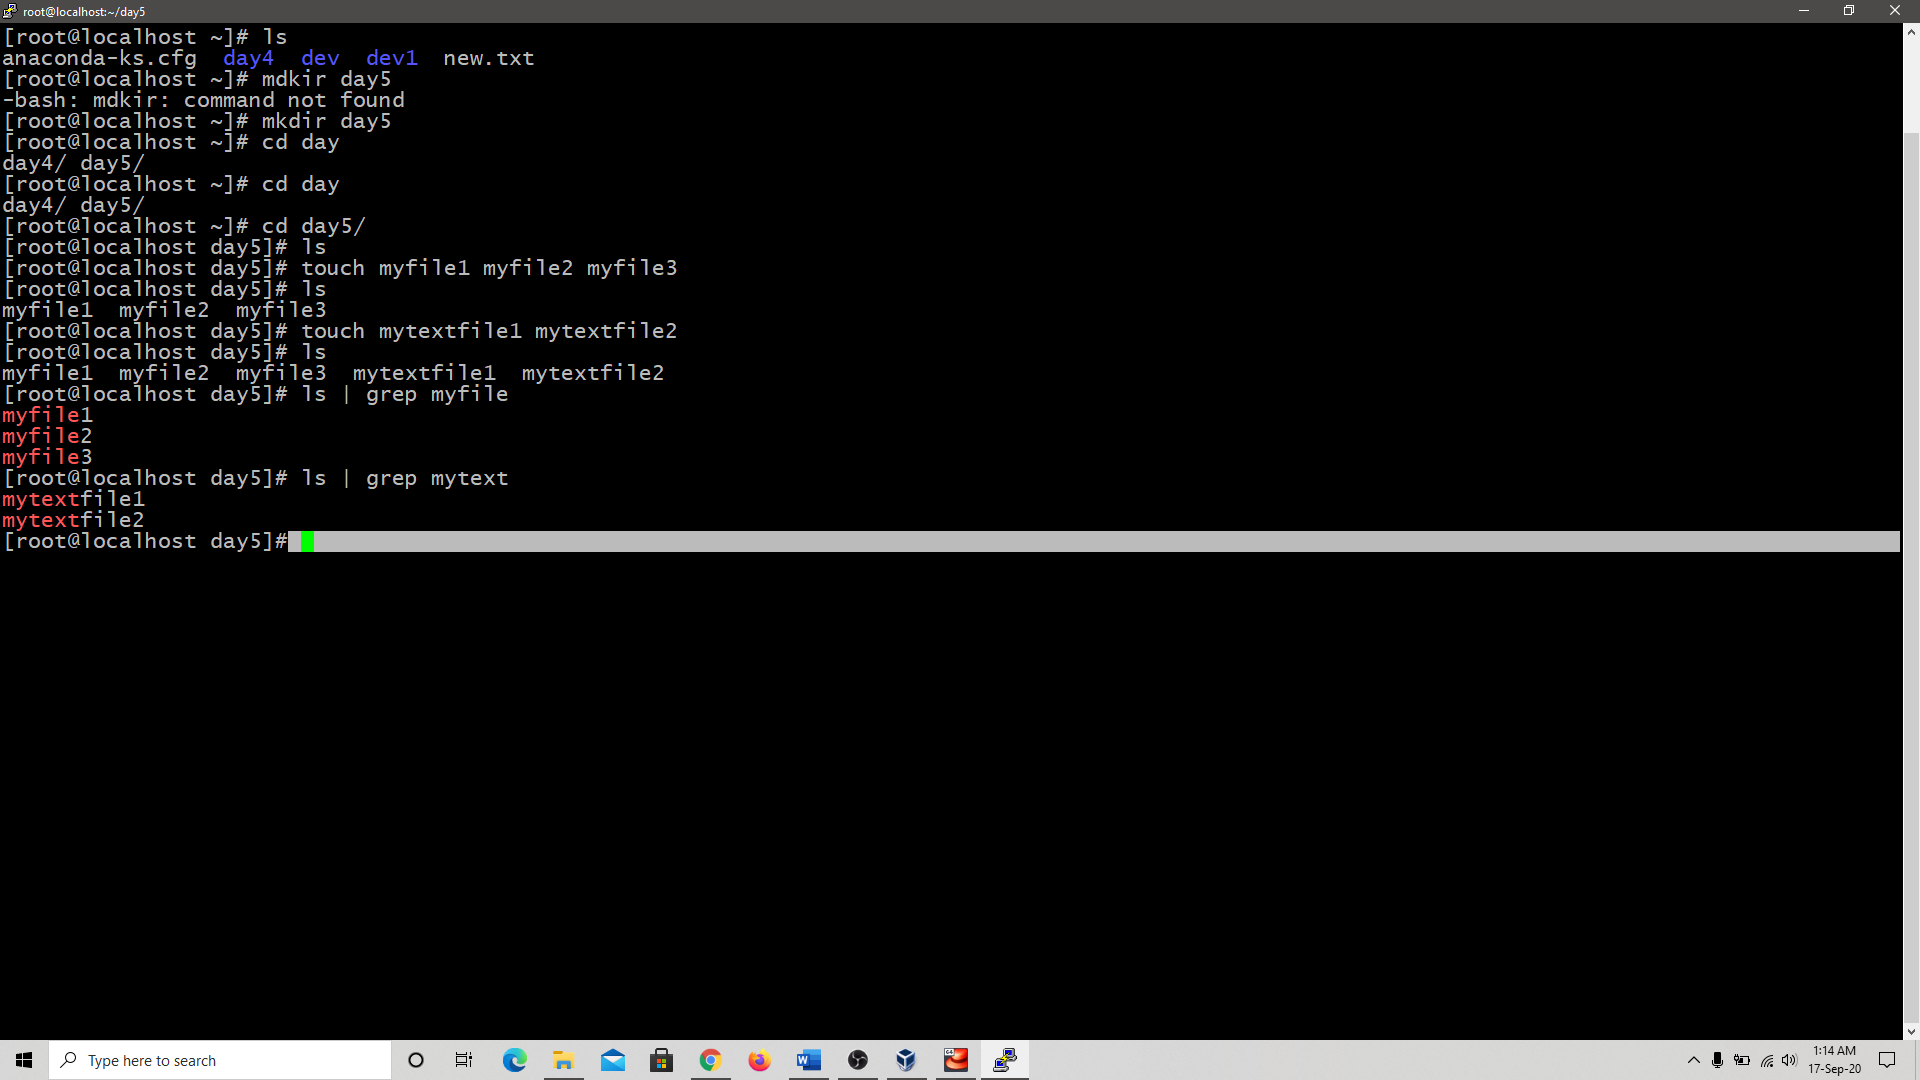 root@localhost:~/day5
[root@localhost ~]# ls
anaconda-ks.cfg  day4  dev  dev1  new.txt
[root@localhost ~]# mdkir day5
-bash: mdkir: command not found
[root@localhost ~]# mkdir day5
[root@localhost ~]# cd day
day4/ day5/
[root@localhost ~]# cd day
day4/ day5/
[root@localhost ~]# cd day5/
[root@localhost day5]# ls
[root@localhost day5]# touch myfile1 myfile2 myfile3
[root@localhost day5]# ls
myfile1  myfile2  myfile3
[root@localhost day5]# touch mytextfile1 mytextfile2
[root@localhost day5]# ls
myfile1  myfile2  myfile3  mytextfile1  mytextfile2
[root@localhost day5]# ls | grep myfile
myfile1
myfile2
myfile3
[root@localhost day5]# ls | grep mytext
mytextfile1
mytextfile2
[root@localhost day5]#
Type here to search
1:14 AM
17-Sep-20